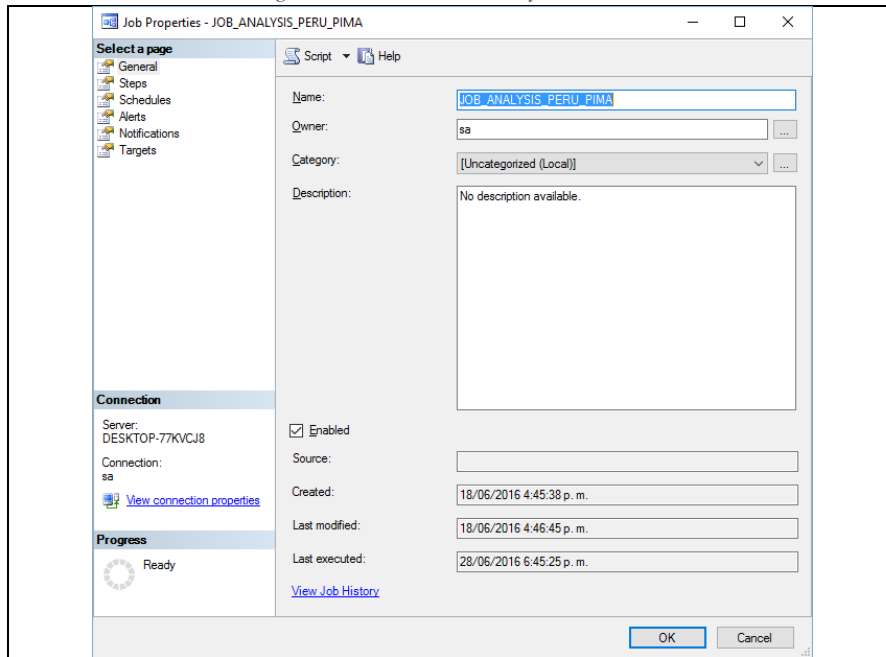 Job Properties - JOB_ANALYSIS_PERU_PIMA
Select a page
General
Steps
Schedules
Alerts
Notifications
Targets
Script
Help
Name:
JOB_ANALYSIS_PERU_PIMA
Owner:
sa
...
Category:
[Uncategorized (Local)]
...
Description:
No description available.
Connection
Server:
DESKTOP-77KVCJ8
Connection:
sa
View connection properties
Progress
Ready
Enabled
Source:
Created:
18/06/2016 4:45:38 p. m.
Last modified:
18/06/2016 4:46:45 p. m.
Last executed:
28/06/2016 6:45:25 p. m.
View Job History
OK
Cancel